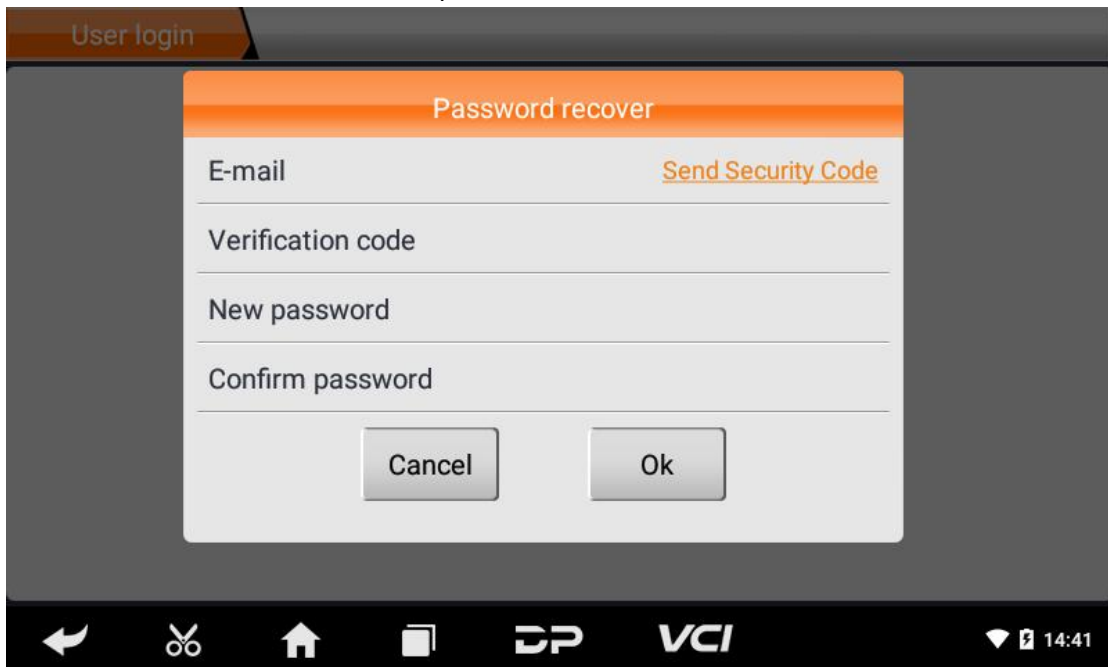 User login
Password recover
E-mail Send Security Code
Verification code
New password
Confirm password
Cancel Ok
DP VCI 14:41